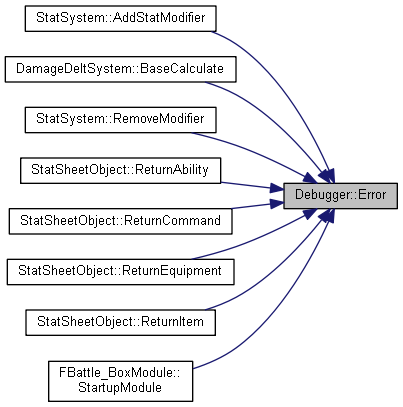 StatSystem::AddStatModifier
DamageDeltSystem::BaseCalculate
StatSystem::RemoveModifier
StatSheetObject::ReturnAbility
Debugger::Error
StatSheetObject::ReturnCommand
StatSheetObject::ReturnEquipment
StatSheetObject::ReturnItem
FBattle_BoxModule::
StartupModule